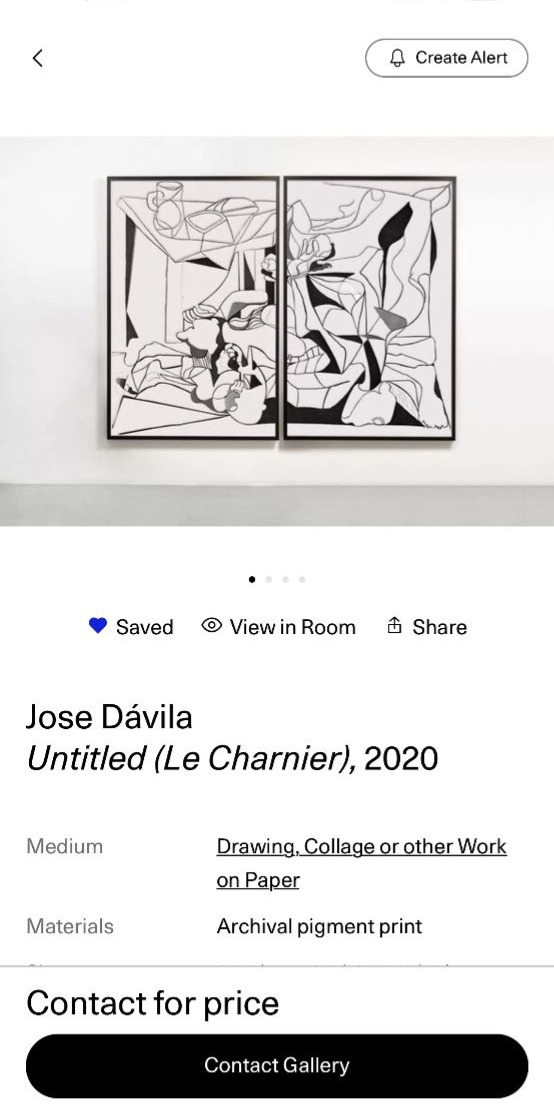 Create Alert
Saved
View in Room
Share
Jose Dávila
Untitled (Le Charnier), 2020
Medium
Drawing, Collage or other Work
on Paper
Materials
Archival pigment print
Contact for price
Contact Gallery